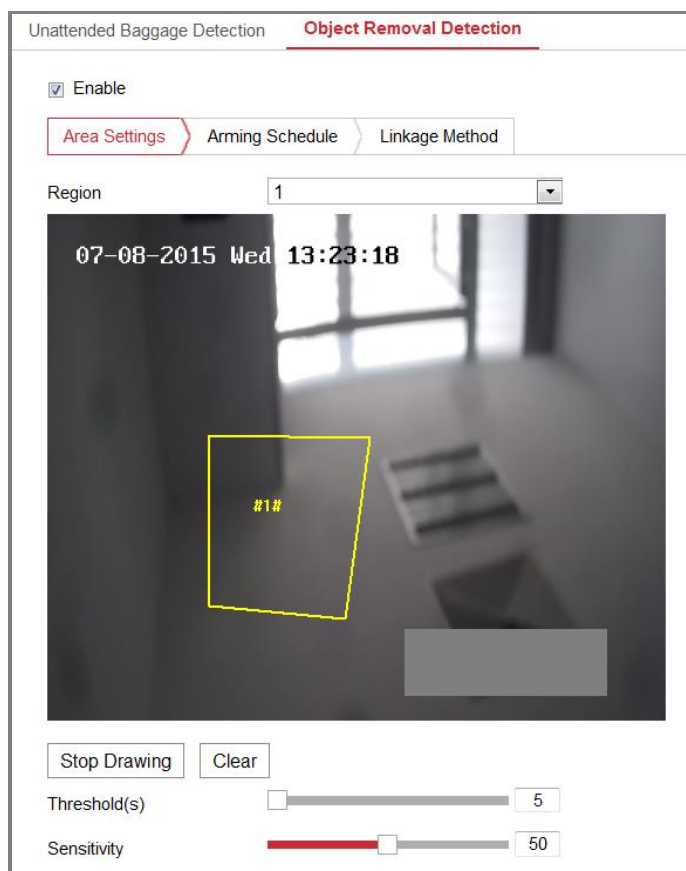 Unattended Baggage Detection Object Removal Detection
Enable
Area Settings Arming Schedule Linkage Method
Region 1
07-08-2015 Wed 13:23:18
#1#
Stop Drawing Clear
Threshold(s) 5
Sensitivity 50